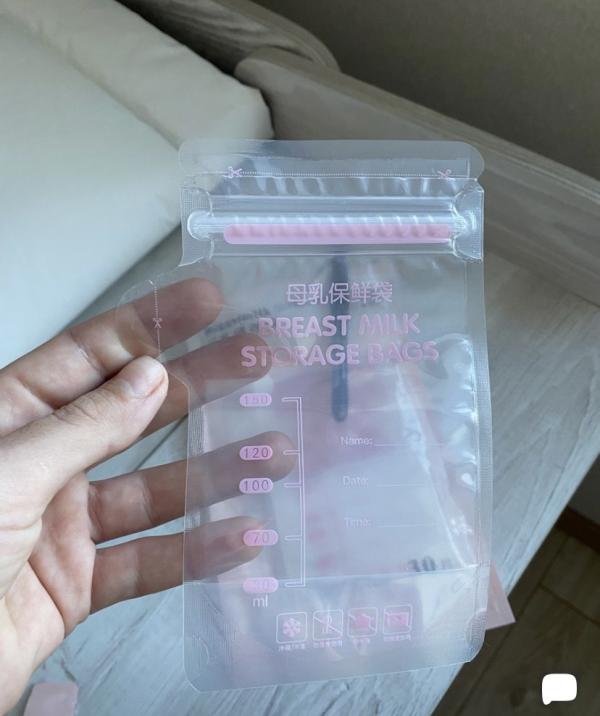 母乳保鲜袋
BREAST MILK
STORAGE BAGS
150
120
100
70
ml
Name:
Date:
Time: